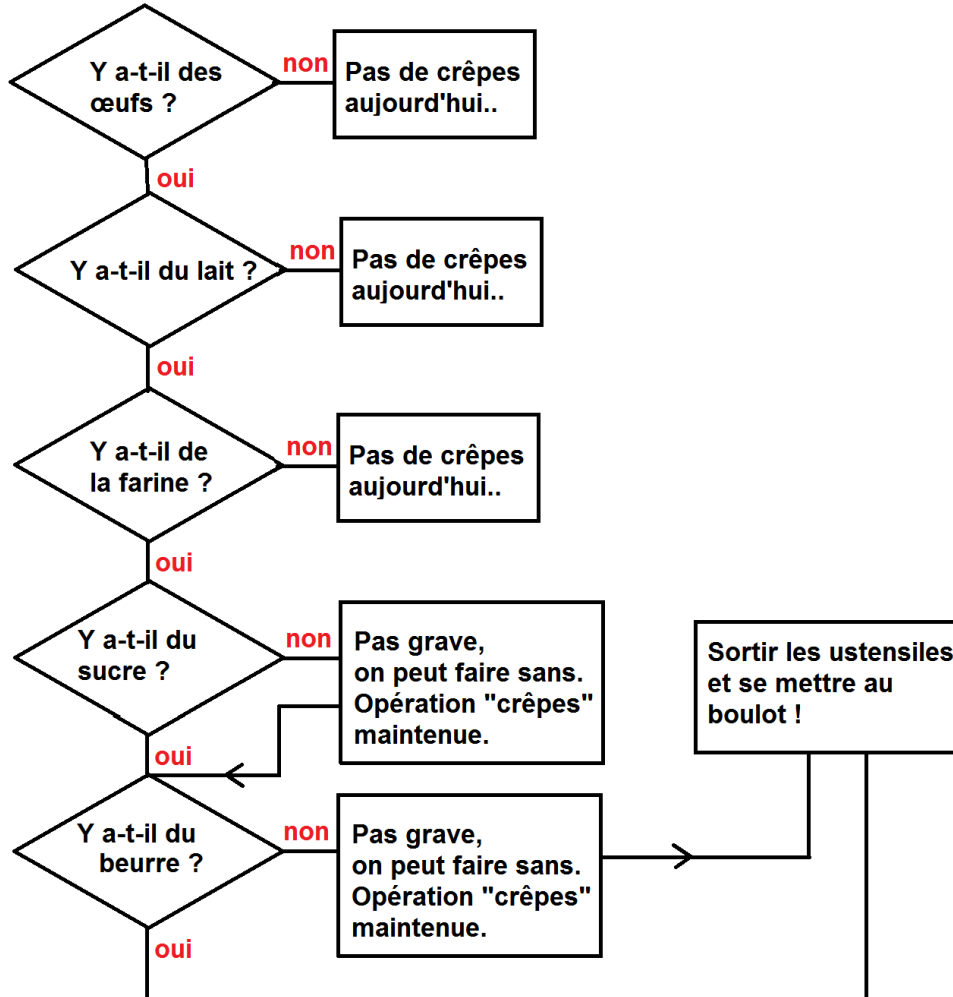 Y a-t-il des
œufs ?
non
Pas de crêpes
aujourd'hui..
oui
Y a-t-il du lait ?
non
Pas de crêpes
aujourd'hui..
oui
Y a-t-il de
la farine ?
non
Pas de crêpes
aujourd'hui..
oui
Y a-t-il du
sucre ?
non
Pas grave,
on peut faire sans.
Opération "crêpes"
maintenue.
Sortir les ustensiles
et se mettre au
boulot !
oui
Y a-t-il du
beurre ?
non
Pas grave,
on peut faire sans.
Opération "crêpes"
maintenue.
oui